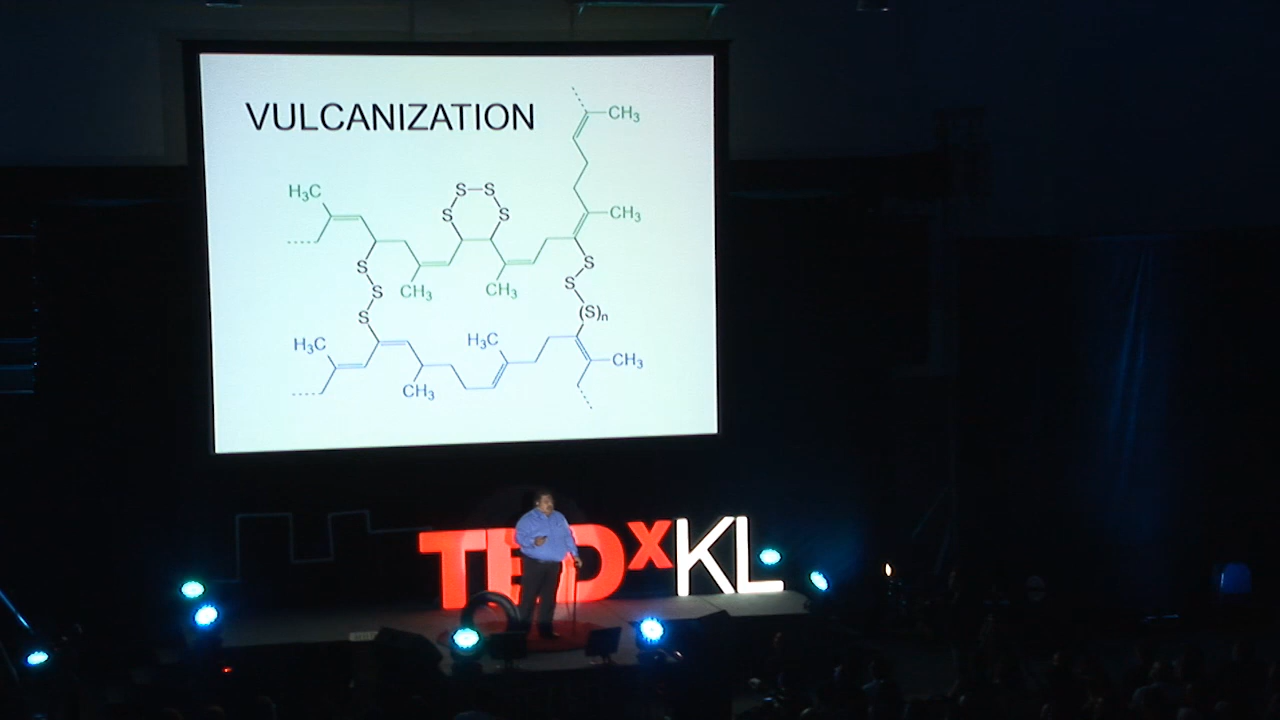 VULCANIZATION
CH₃
H₃C
S–S
S S
CH₃
S
S
CH₃ CH₃
S
S
S
(S)n
H₃C
H₃C
CH₃
CH₃
TEDxKL